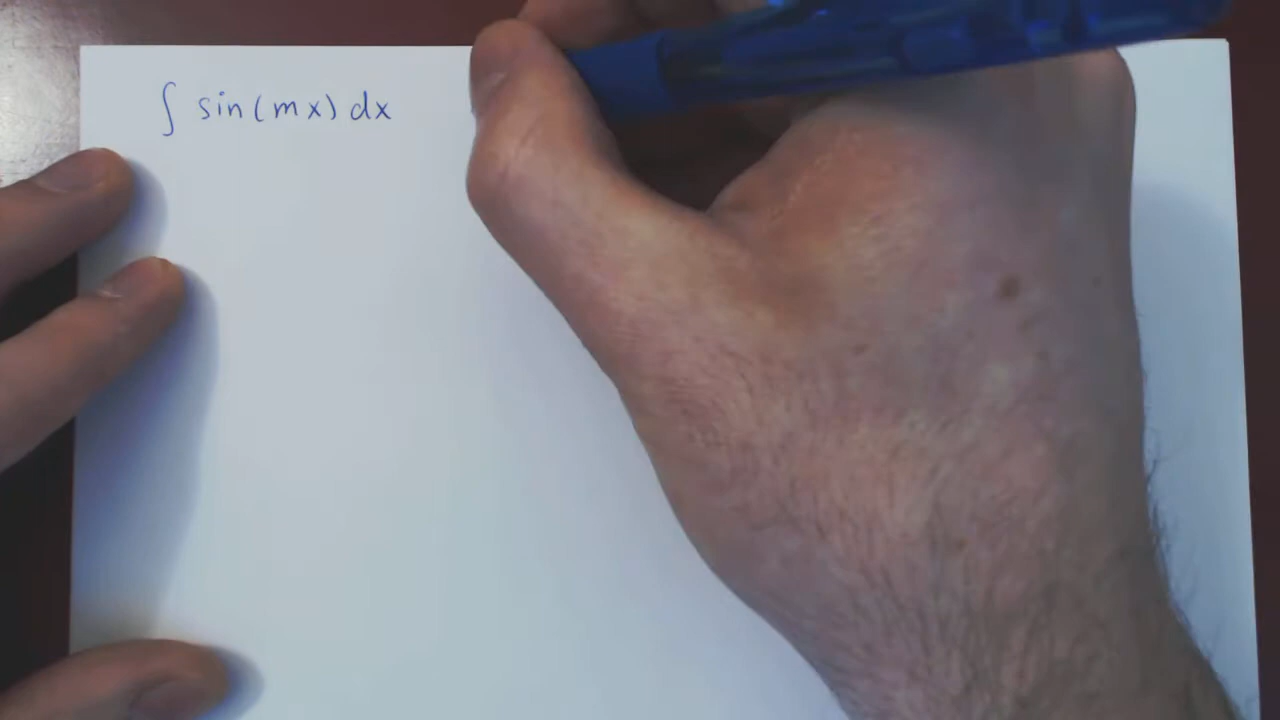 ∫ sin(mx) dx